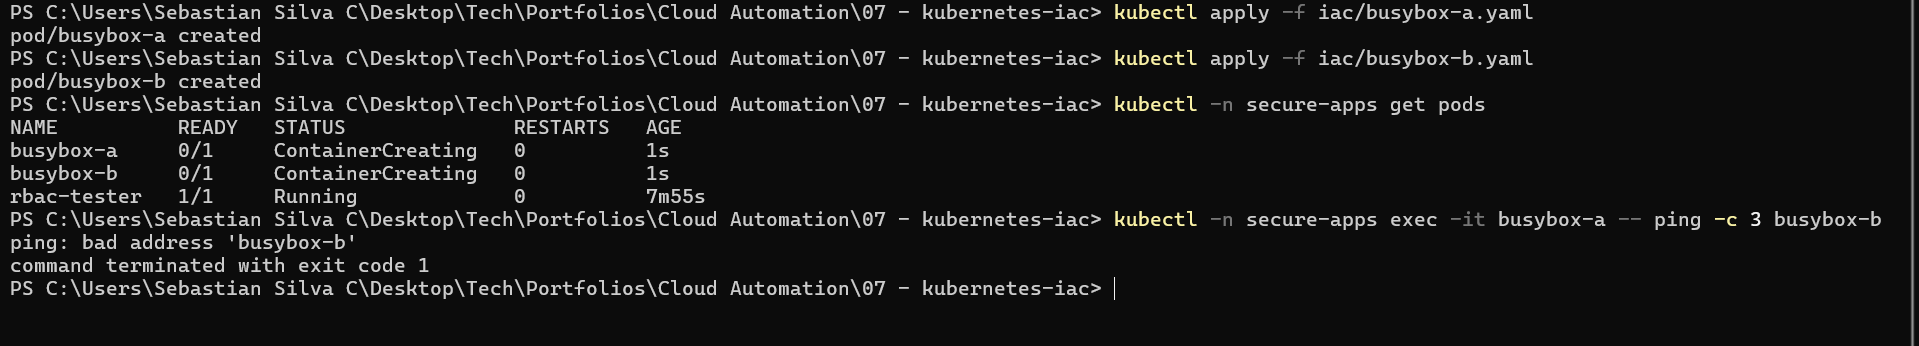 PS C:\Users\Sebastian Silva C\Desktop\Tech\Portfolios\Cloud Automation\07 - kubernetes-iac> kubectl apply -f iac/busybox-a.yaml
pod/busybox-a created
PS C:\Users\Sebastian Silva C\Desktop\Tech\Portfolios\Cloud Automation\07 - kubernetes-iac> kubectl apply -f iac/busybox-b.yaml
pod/busybox-b created
PS C:\Users\Sebastian Silva C\Desktop\Tech\Portfolios\Cloud Automation\07 - kubernetes-iac> kubectl -n secure-apps get pods
NAME          READY   STATUS              RESTARTS   AGE
busybox-a     0/1     ContainerCreating   0          1s
busybox-b     0/1     ContainerCreating   0          1s
rbac-tester   1/1     Running             0          7m55s
PS C:\Users\Sebastian Silva C\Desktop\Tech\Portfolios\Cloud Automation\07 - kubernetes-iac> kubectl -n secure-apps exec -it busybox-a -- ping -c 3 busybox-b
ping: bad address 'busybox-b'
command terminated with exit code 1
PS C:\Users\Sebastian Silva C\Desktop\Tech\Portfolios\Cloud Automation\07 - kubernetes-iac>